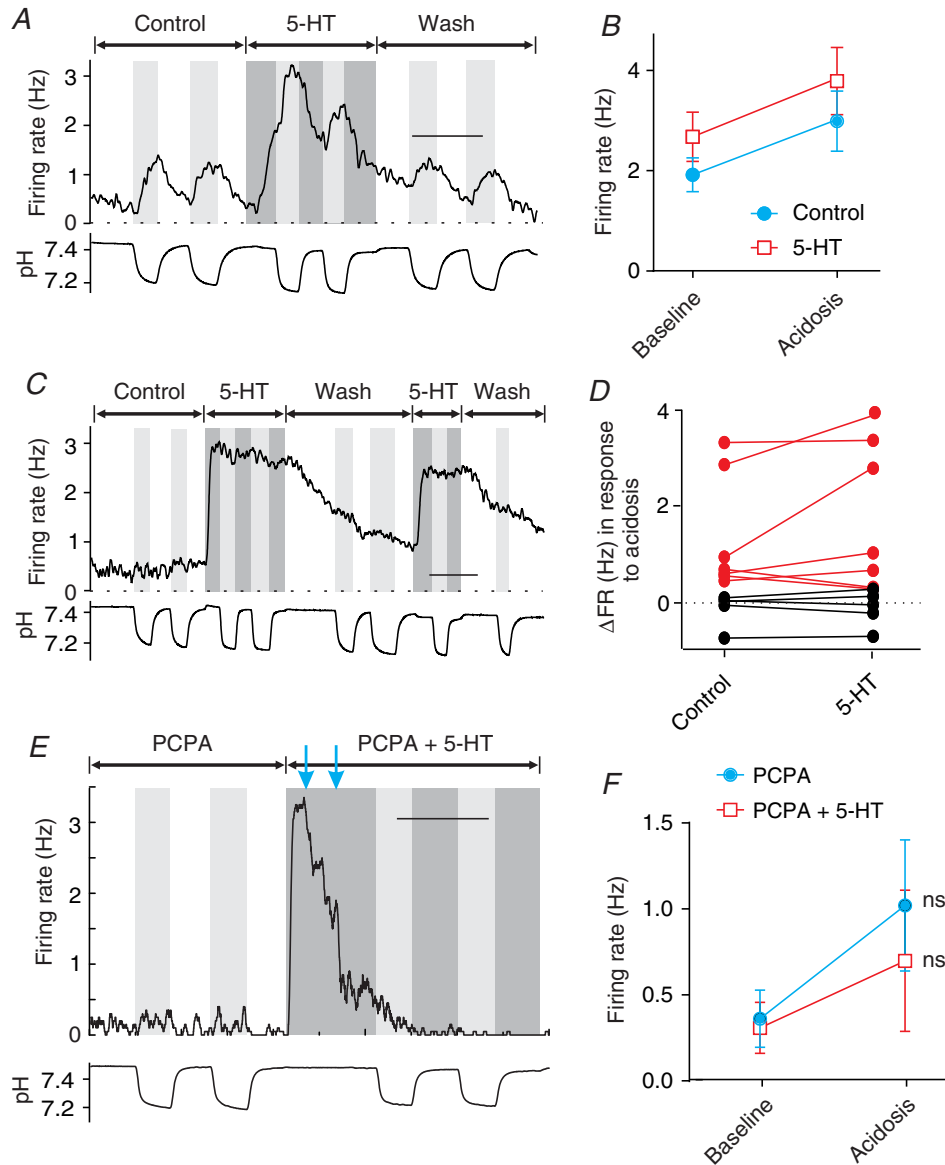 A
Control 5-HT Wash
Firing rate (Hz)
3
2
1
0
pH
7.4
7.2
B
Firing rate (Hz)
4
2
0
Control
5-HT
Baseline
Acidosis
C
Control 5-HT Wash 5-HT Wash
Firing rate (Hz)
3
2
1
0
pH
7.4
7.2
D
ΔFR (Hz) in response
to acidosis
4
2
0
Control
5-HT
E
PCPA PCPA + 5-HT
Firing rate (Hz)
3
2
1
0
pH
7.4
7.2
F
PCPA
PCPA + 5-HT
Firing rate (Hz)
1.5
1.0
0.5
0.0
ns
ns
Baseline
Acidosis